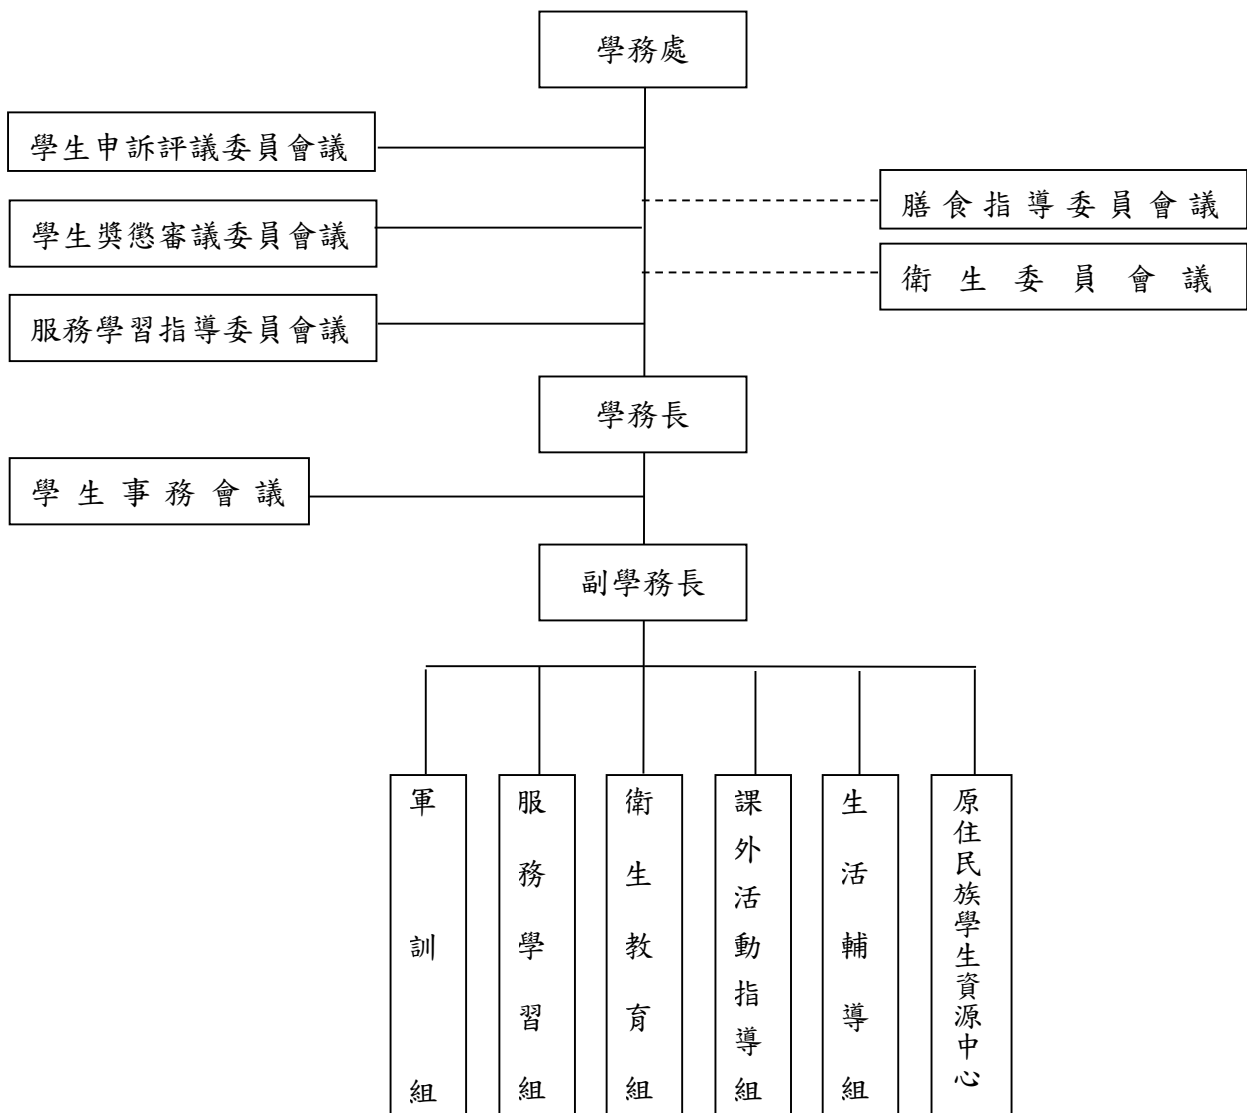 學務處
學生申訴評議委員會議
膳食指導委員會議
學生獎懲審議委員會議
衛生委員會議
服務學習指導委員會議
學務長
學生事務會議
副學務長
軍訓組
服務學習組
衛生教育組
課外活動指導組
生活輔導組
原住民族學生資源中心